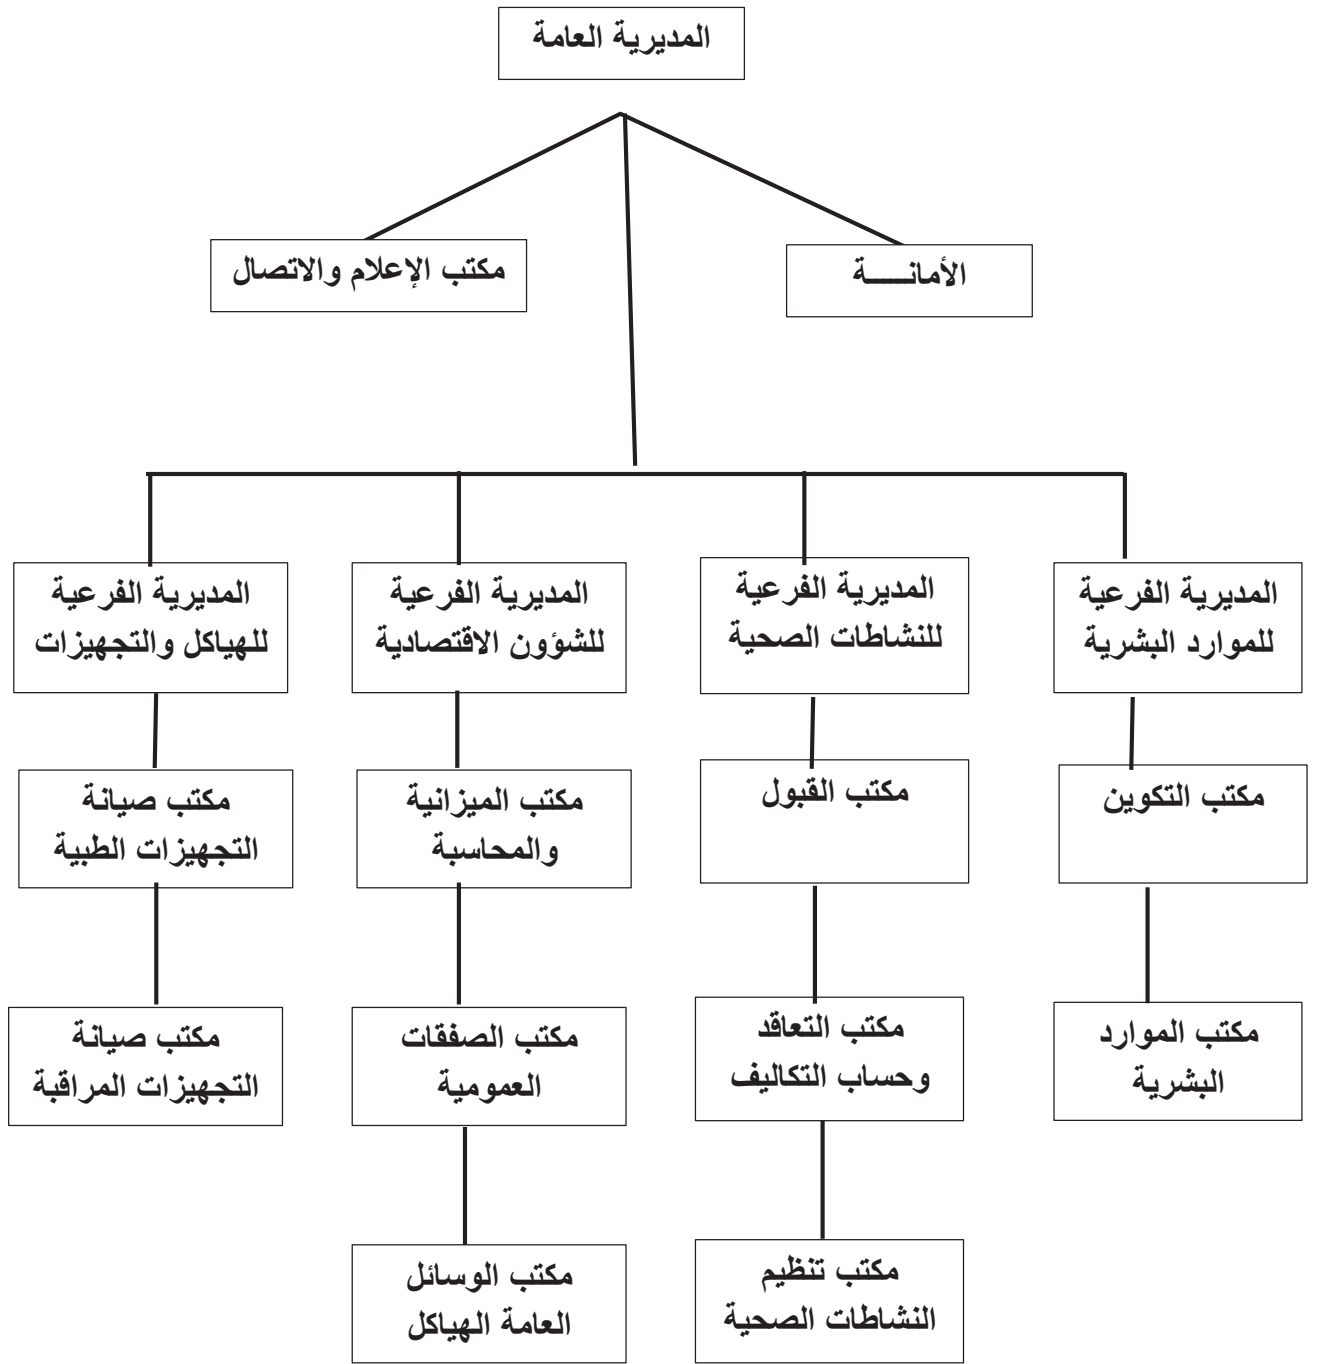 المديرية العامة
الأمانـــــة
مكتب الإعلام والاتصال
المديرية الفرعية
للموارد البشرية
المديرية الفرعية
للنشاطات الصحية
المديرية الفرعية
للشؤون الاقتصادية
المديرية الفرعية
للهياكل والتجهيزات
مكتب التكوين
مكتب القبول
مكتب الميزانية
والمحاسبة
مكتب صيانة
التجهيزات الطبية
مكتب الموارد
البشرية
مكتب التعاقد
وحساب التكاليف
مكتب الصفقات
العمومية
مكتب صيانة
التجهيزات المراقبة
مكتب تنظيم
النشاطات الصحية
مكتب الوسائل
العامة الهياكل